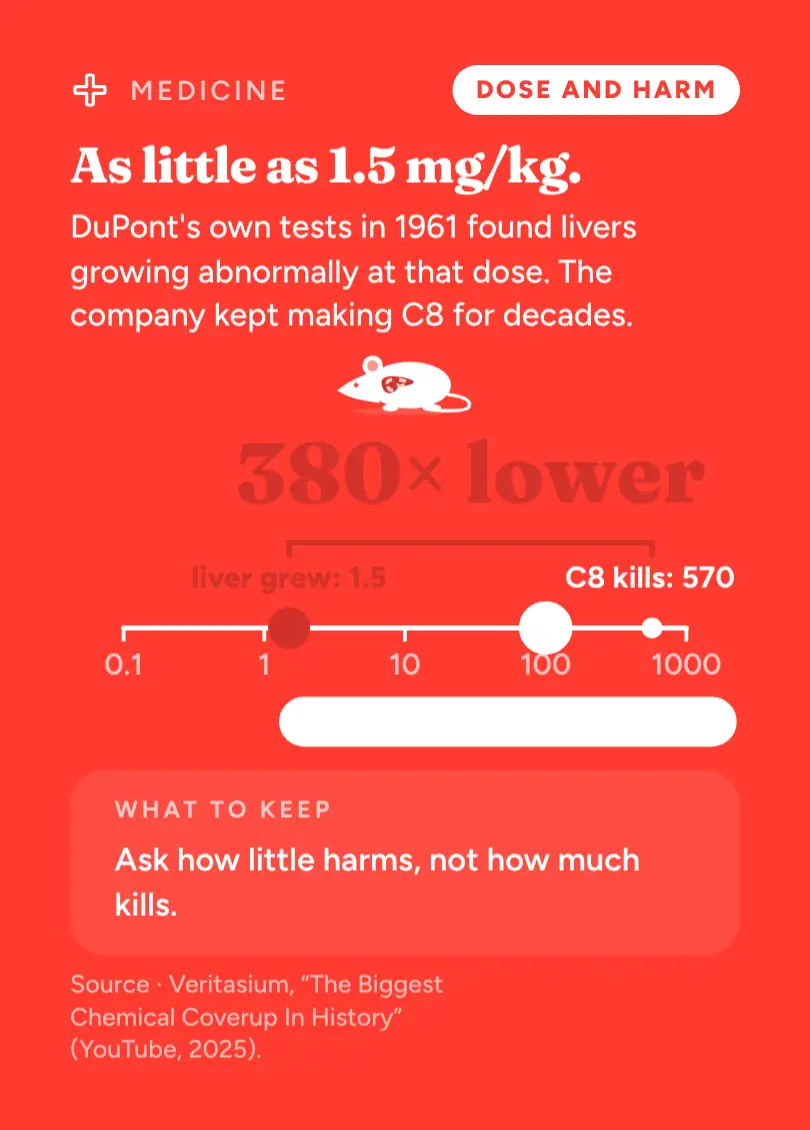 MEDICINE
DOSE AND HARM
As little as 1.5 mg/kg.
DuPont's own tests in 1961 found livers
growing abnormally at that dose. The
company kept making C8 for decades.
380× lower
liver grew: 1.5
C8 kills: 570
0.1
1
10
100
1000
WHAT TO KEEP
Ask how little harms, not how much
kills.
Source · Veritasium, “The Biggest
Chemical Coverup In History”
(YouTube, 2025).